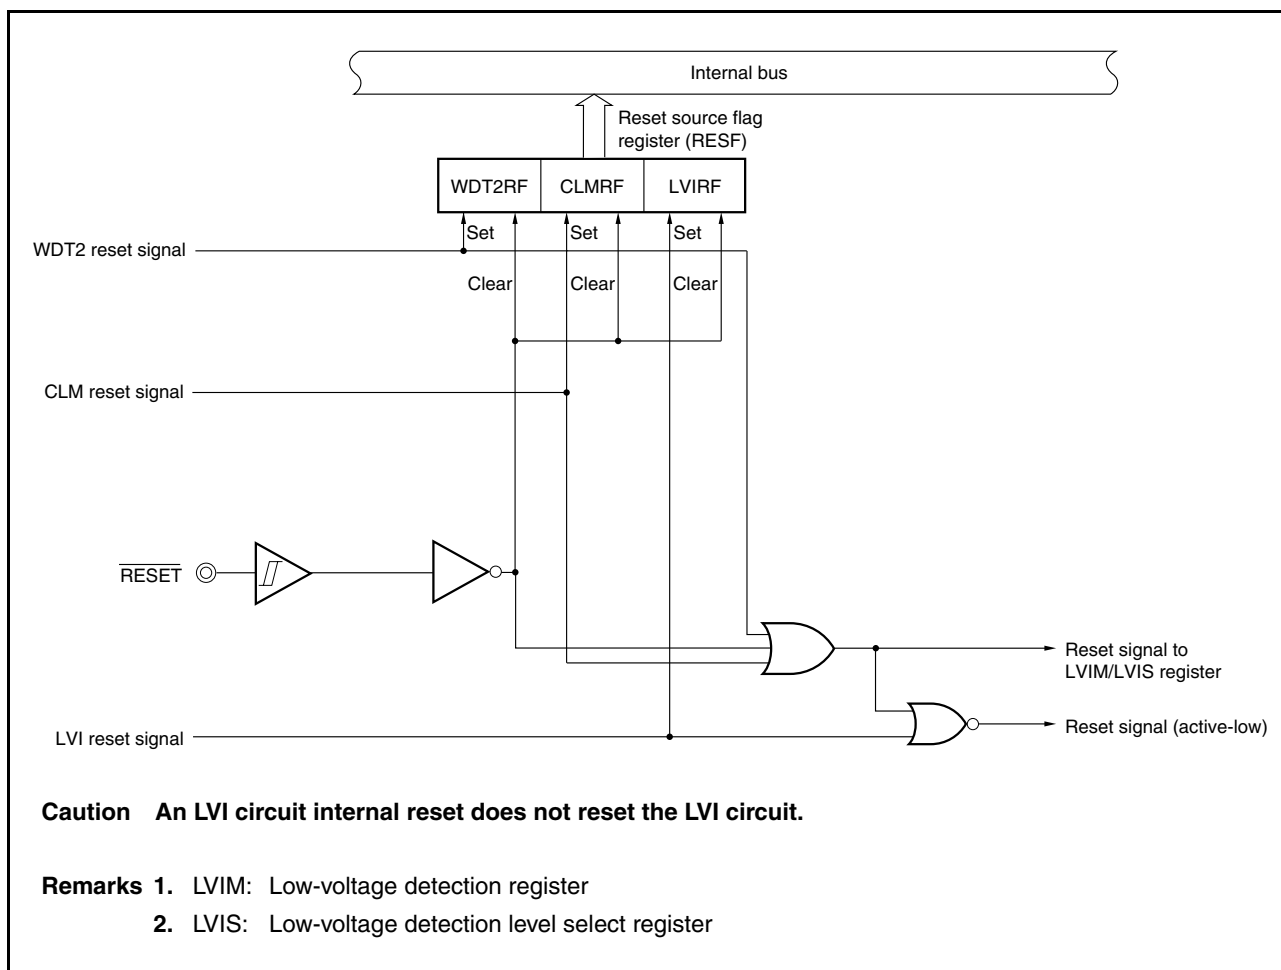 Internal bus
Reset source flag
register (RESF)
WDT2RF CLMRF LVIRF
Set Set Set
WDT2 reset signal
Clear Clear Clear
CLM reset signal
RESET
Reset signal to
LVIM/LVIS register
Reset signal (active-low)
LVI reset signal
Caution An LVI circuit internal reset does not reset the LVI circuit.
Remarks 1. LVIM: Low-voltage detection register
2. LVIS: Low-voltage detection level select register